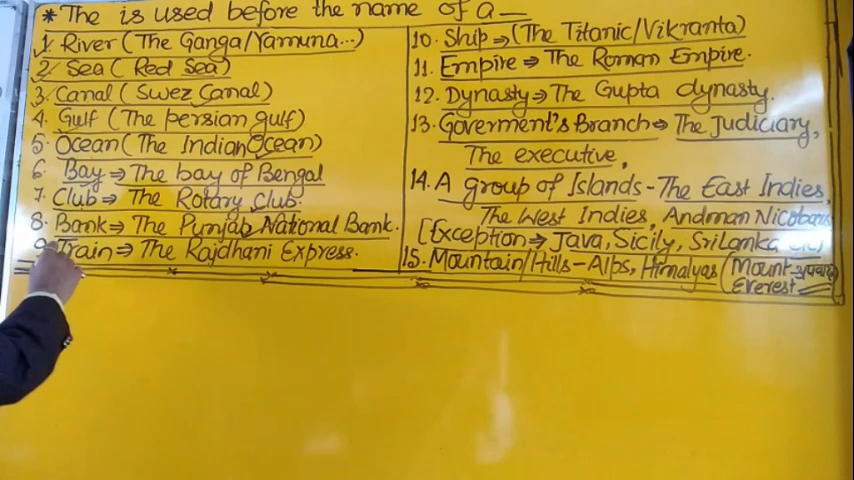 * The is used before the name of a _
1. River (The Ganga/Yamuna...)
2. Sea ( Red Sea)
3. Canal ( Swez Canal)
4. Gulf (The persian gulf)
5. Ocean (The Indian Ocean)
6. Bay ⇒ The bay of Bengal
7. Club ⇒ The Rotary club.
8. Bank ⇒ The Punjab National Bank.
9. Train ⇒ The Rajdhani Express.
10. Ship ⇒ (The Titanic/Vikranta)
11. Empire ⇒ The Roman Empire.
12. Dynasty ⇒ The Gupta dynasty.
13. Goverment's Branch ⇒ The Judiciary,
The executive,
14. A group of Islands - The East Indies,
The West Indies, Andman Nicobars
[Exception ⇒ Java, Sicily, SriLanka etc]
15. Mountain/Hills - Alps, Himalyas (Mount अपवाद
Everest